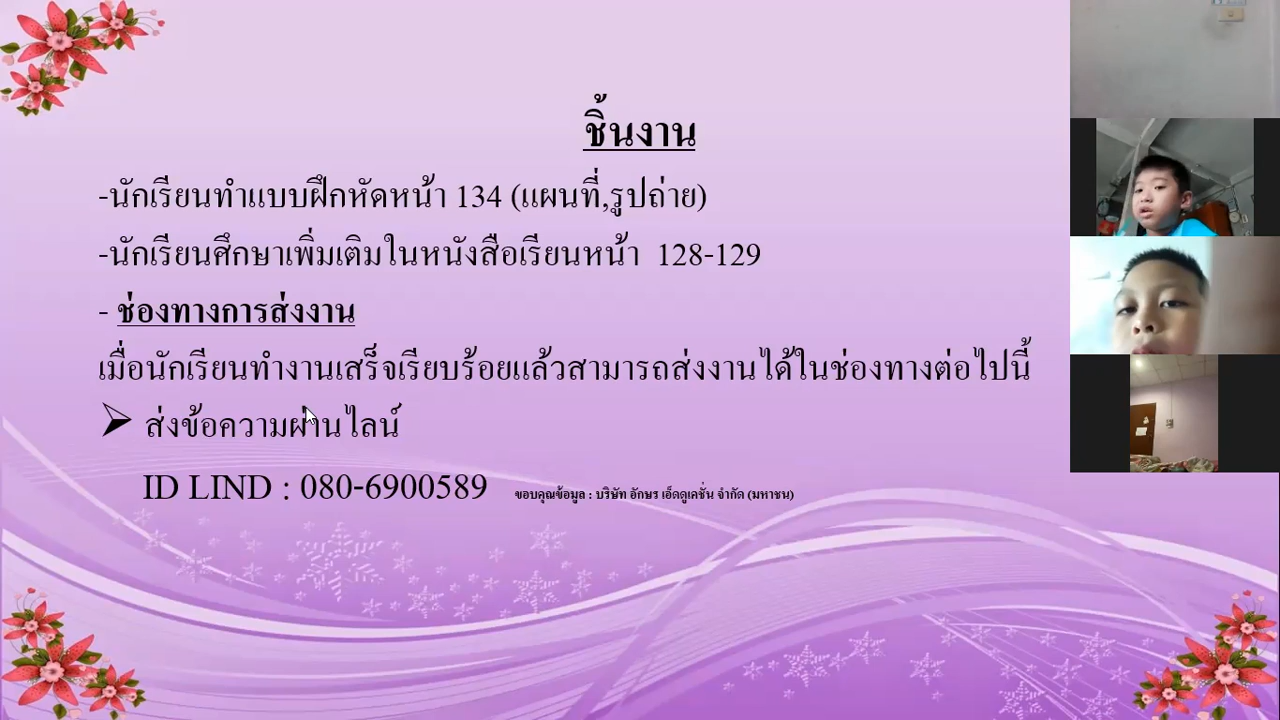 ชิ้นงาน
-นักเรียนทำแบบฝึกหัดหน้า 134 (แผนที่,รูปถ่าย)
-นักเรียนศึกษาเพิ่มเติมในหนังสือเรียนหน้า 128-129
- ช่องทางการส่งงาน
เมื่อนักเรียนทำงานเสร็จเรียบร้อยแล้วสามารถส่งงานได้ในช่องทางต่อไปนี้
➢ ส่งข้อความผ่านไลน์
ID LIND : 080-6900589 ขอบคุณข้อมูล : บริษัท อักษร เอ็ดดูเคชั่น จำกัด (มหาชน)